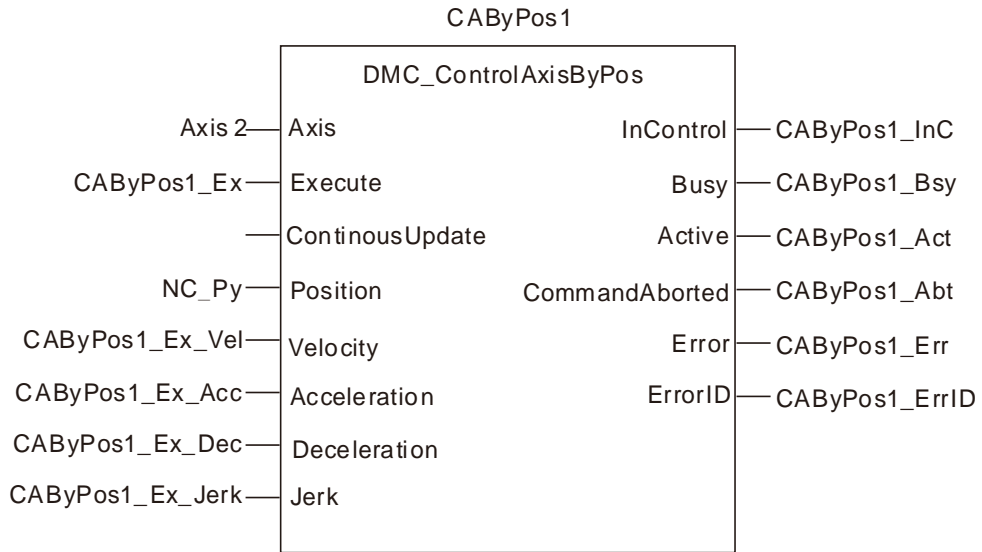 CAByPos1
DMC_ControlAxisByPos
Axis 2 Axis InControl CAByPos1_InC
CAByPos1_Ex Execute Busy CAByPos1_Bsy
ContinousUpdate Active CAByPos1_Act
NC_Py Position CommandAborted CAByPos1_Abt
CAByPos1_Ex_Vel Velocity Error CAByPos1_Err
CAByPos1_Ex_Acc Acceleration ErrorID CAByPos1_ErrID
CAByPos1_Ex_Dec Deceleration
CAByPos1_Ex_Jerk Jerk